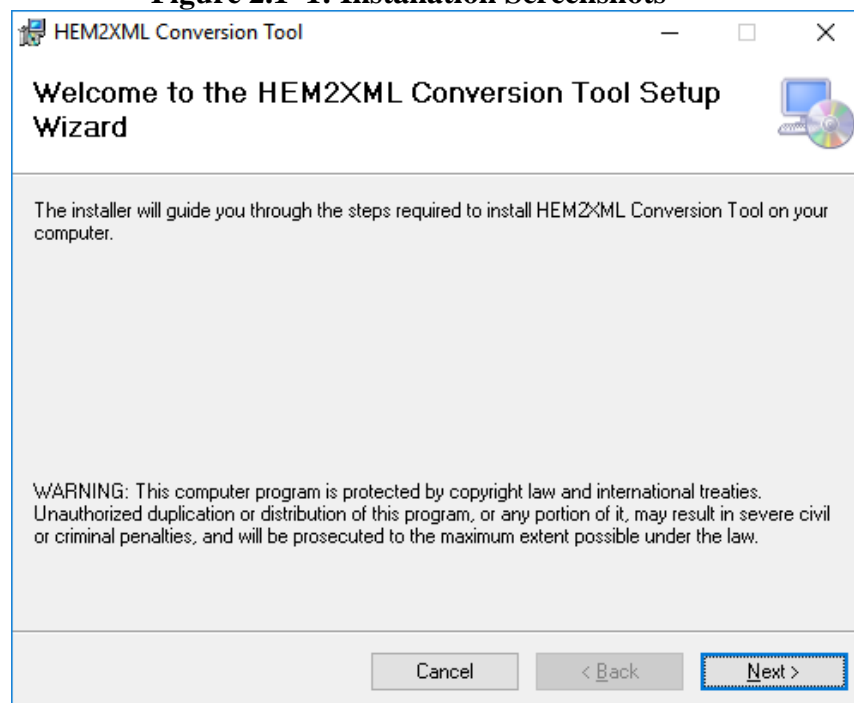 Figure 2.1-1: Installation Screenshots
HEM2XML Conversion Tool
Welcome to the HEM2XML Conversion Tool Setup
Wizard
The installer will guide you through the steps required to install HEM2XML Conversion Tool on your
computer.
WARNING: This computer program is protected by copyright law and international treaties.
Unauthorized duplication or distribution of this program, or any portion of it, may result in severe civil
or criminal penalties, and will be prosecuted to the maximum extent possible under the law.
Cancel < Back Next >